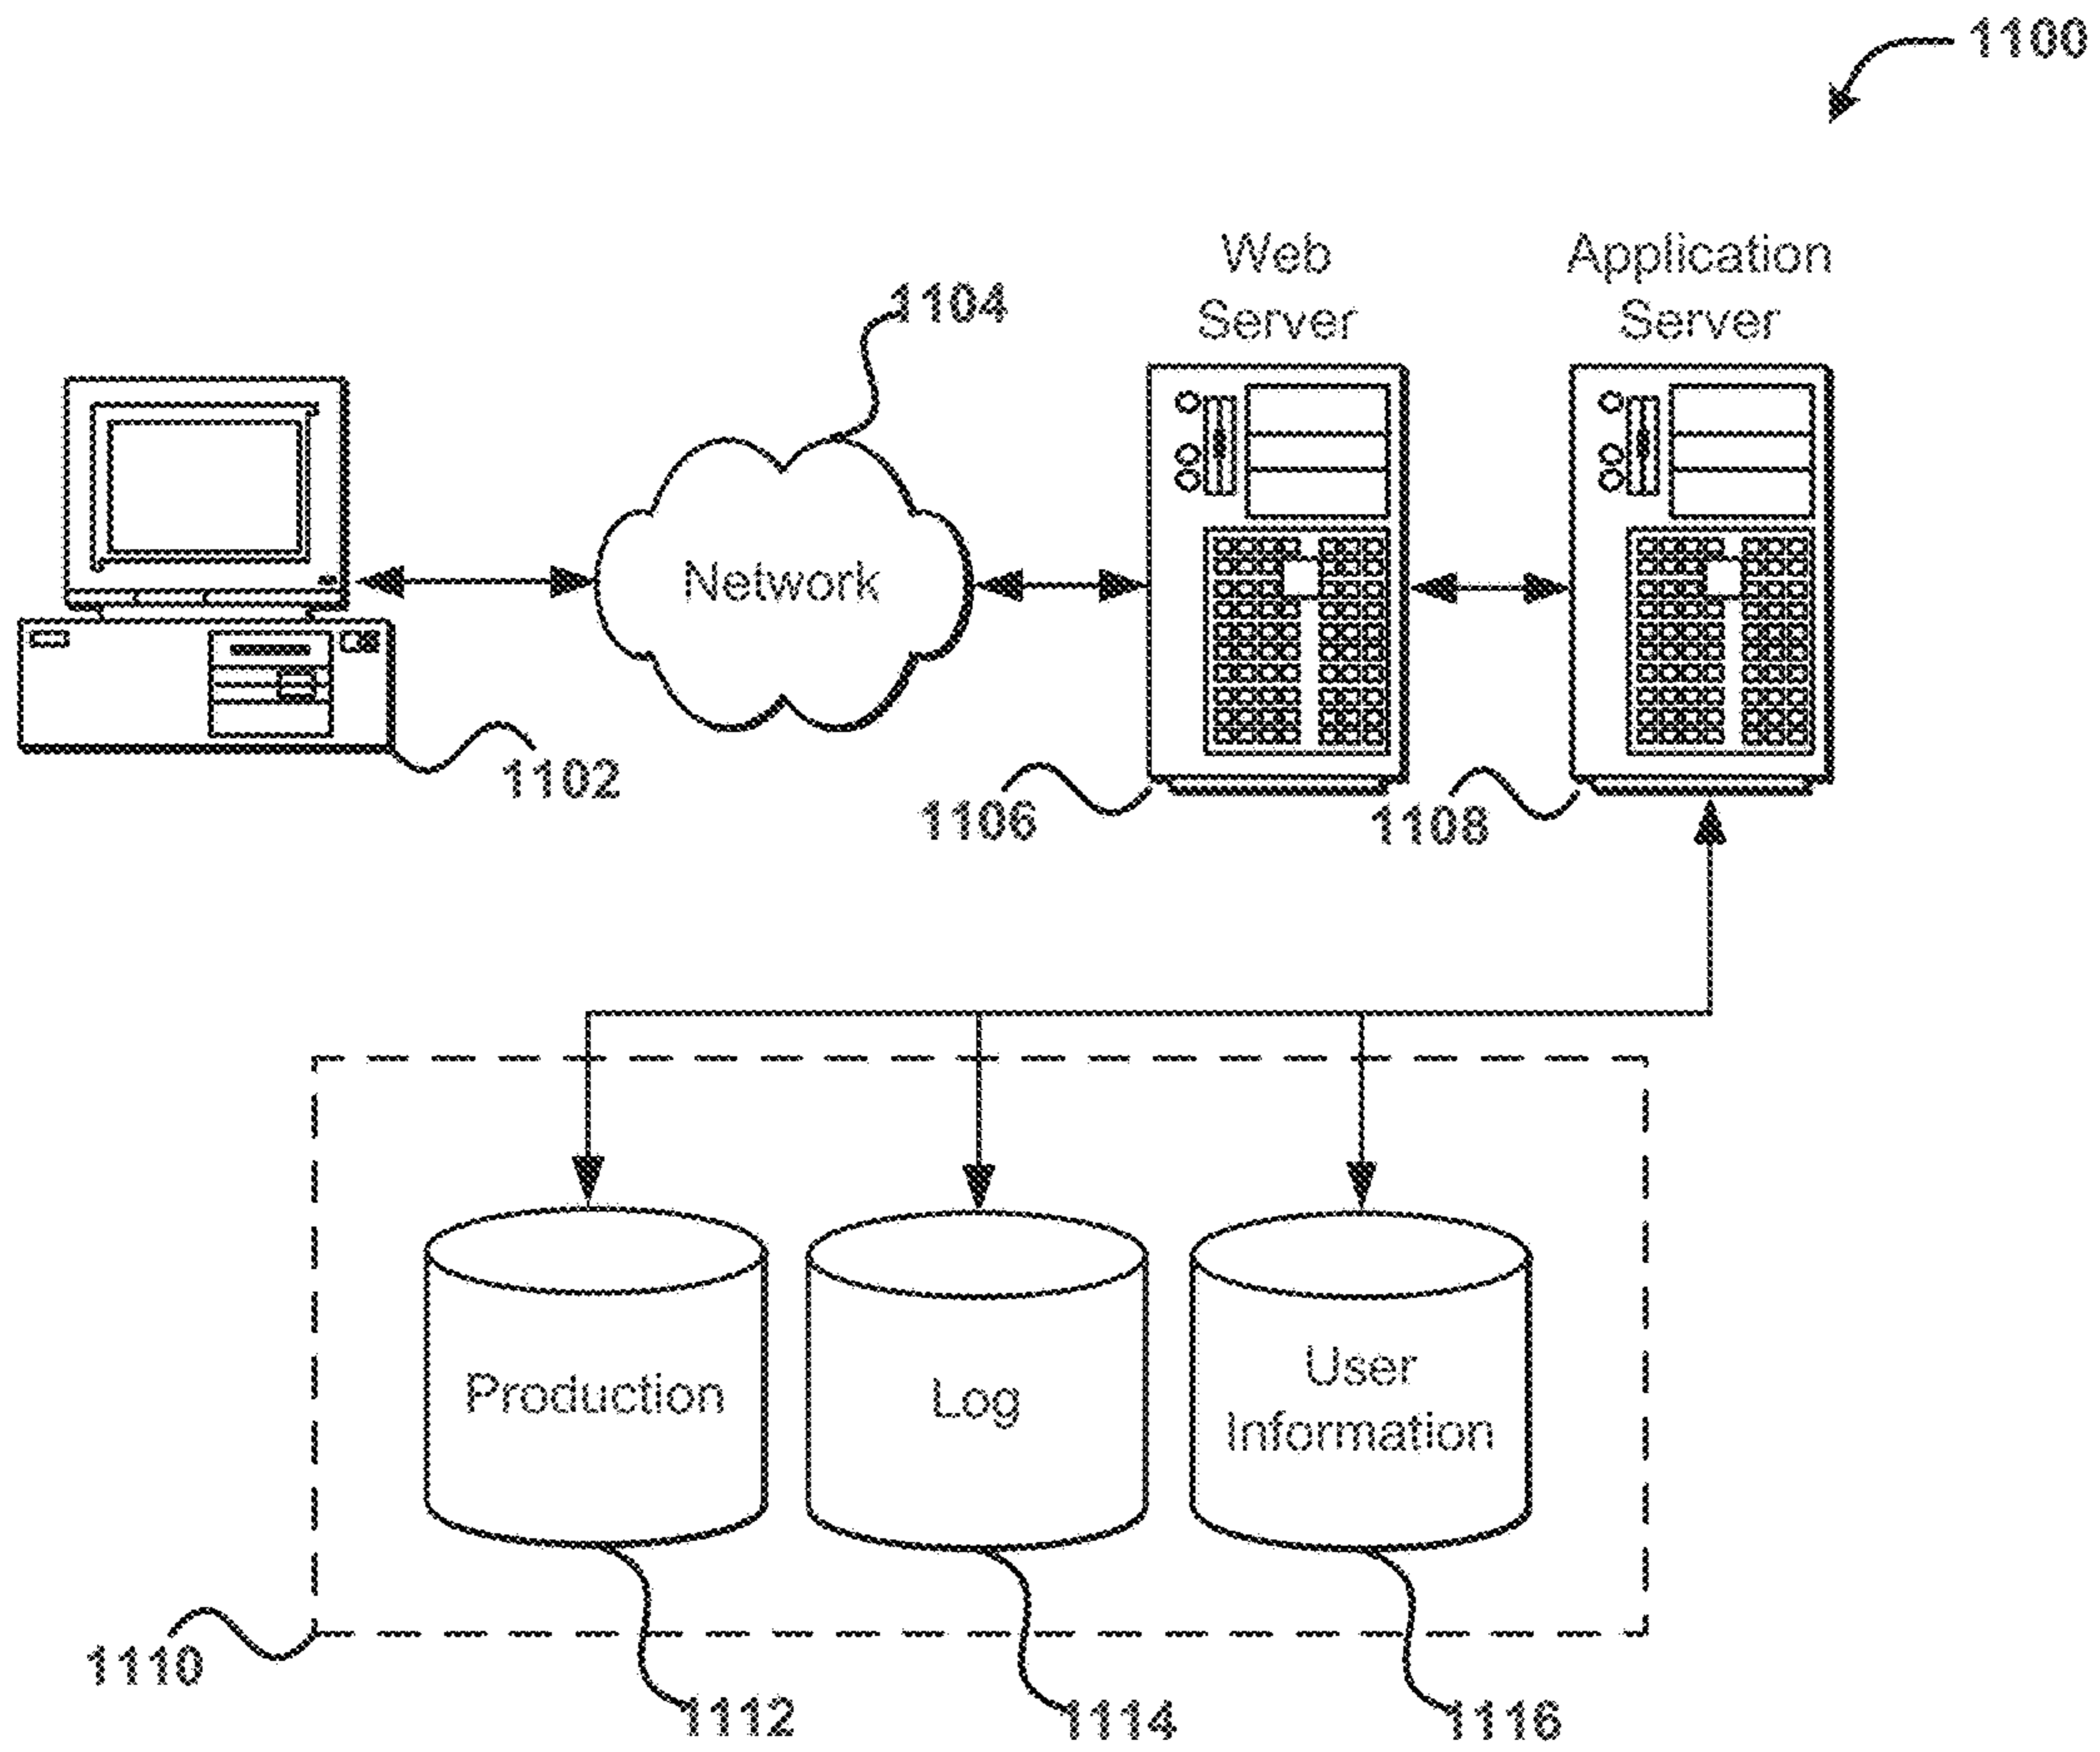 1100
Web
Server
Application
Server
1104
Network
1102
1106
1108
Production
Log
User
Information
1110
1112
1114
1116